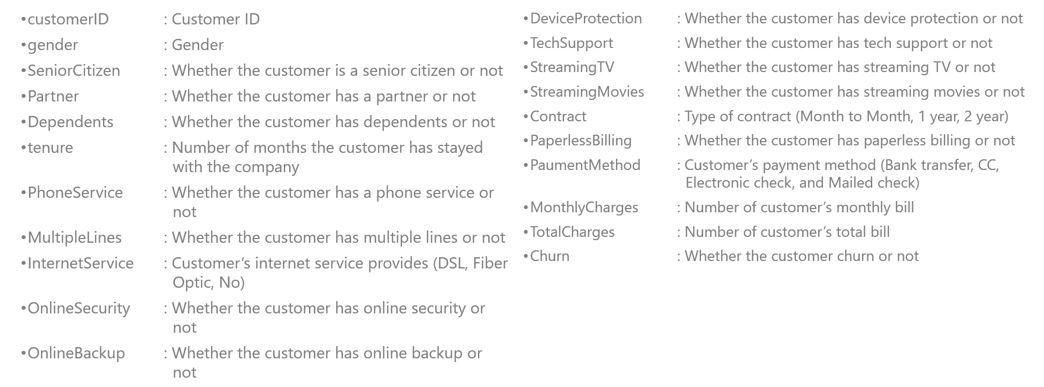 •customerID : Customer ID
•gender : Gender
•SeniorCitizen : Whether the customer is a senior citizen or not
•Partner : Whether the customer has a partner or not
•Dependents : Whether the customer has dependents or not
•tenure : Number of months the customer has stayed
with the company
•PhoneService : Whether the customer has a phone service or
not
•MultipleLines : Whether the customer has multiple lines or not
•InternetService : Customer's internet service provides (DSL, Fiber
Optic, No)
•OnlineSecurity : Whether the customer has online security or
not
•OnlineBackup : Whether the customer has online backup or
not
•DeviceProtection : Whether the customer has device protection or not
•TechSupport : Whether the customer has tech support or not
•StreamingTV : Whether the customer has streaming TV or not
•StreamingMovies : Whether the customer has streaming movies or not
•Contract : Type of contract (Month to Month, 1 year, 2 year)
•PaperlessBilling : Whether the customer has paperless billing or not
•PaumentMethod : Customer's payment method (Bank transfer, CC,
Electronic check, and Mailed check)
•MonthlyCharges : Number of customer's monthly bill
•TotalCharges : Number of customer's total bill
•Churn : Whether the customer churn or not